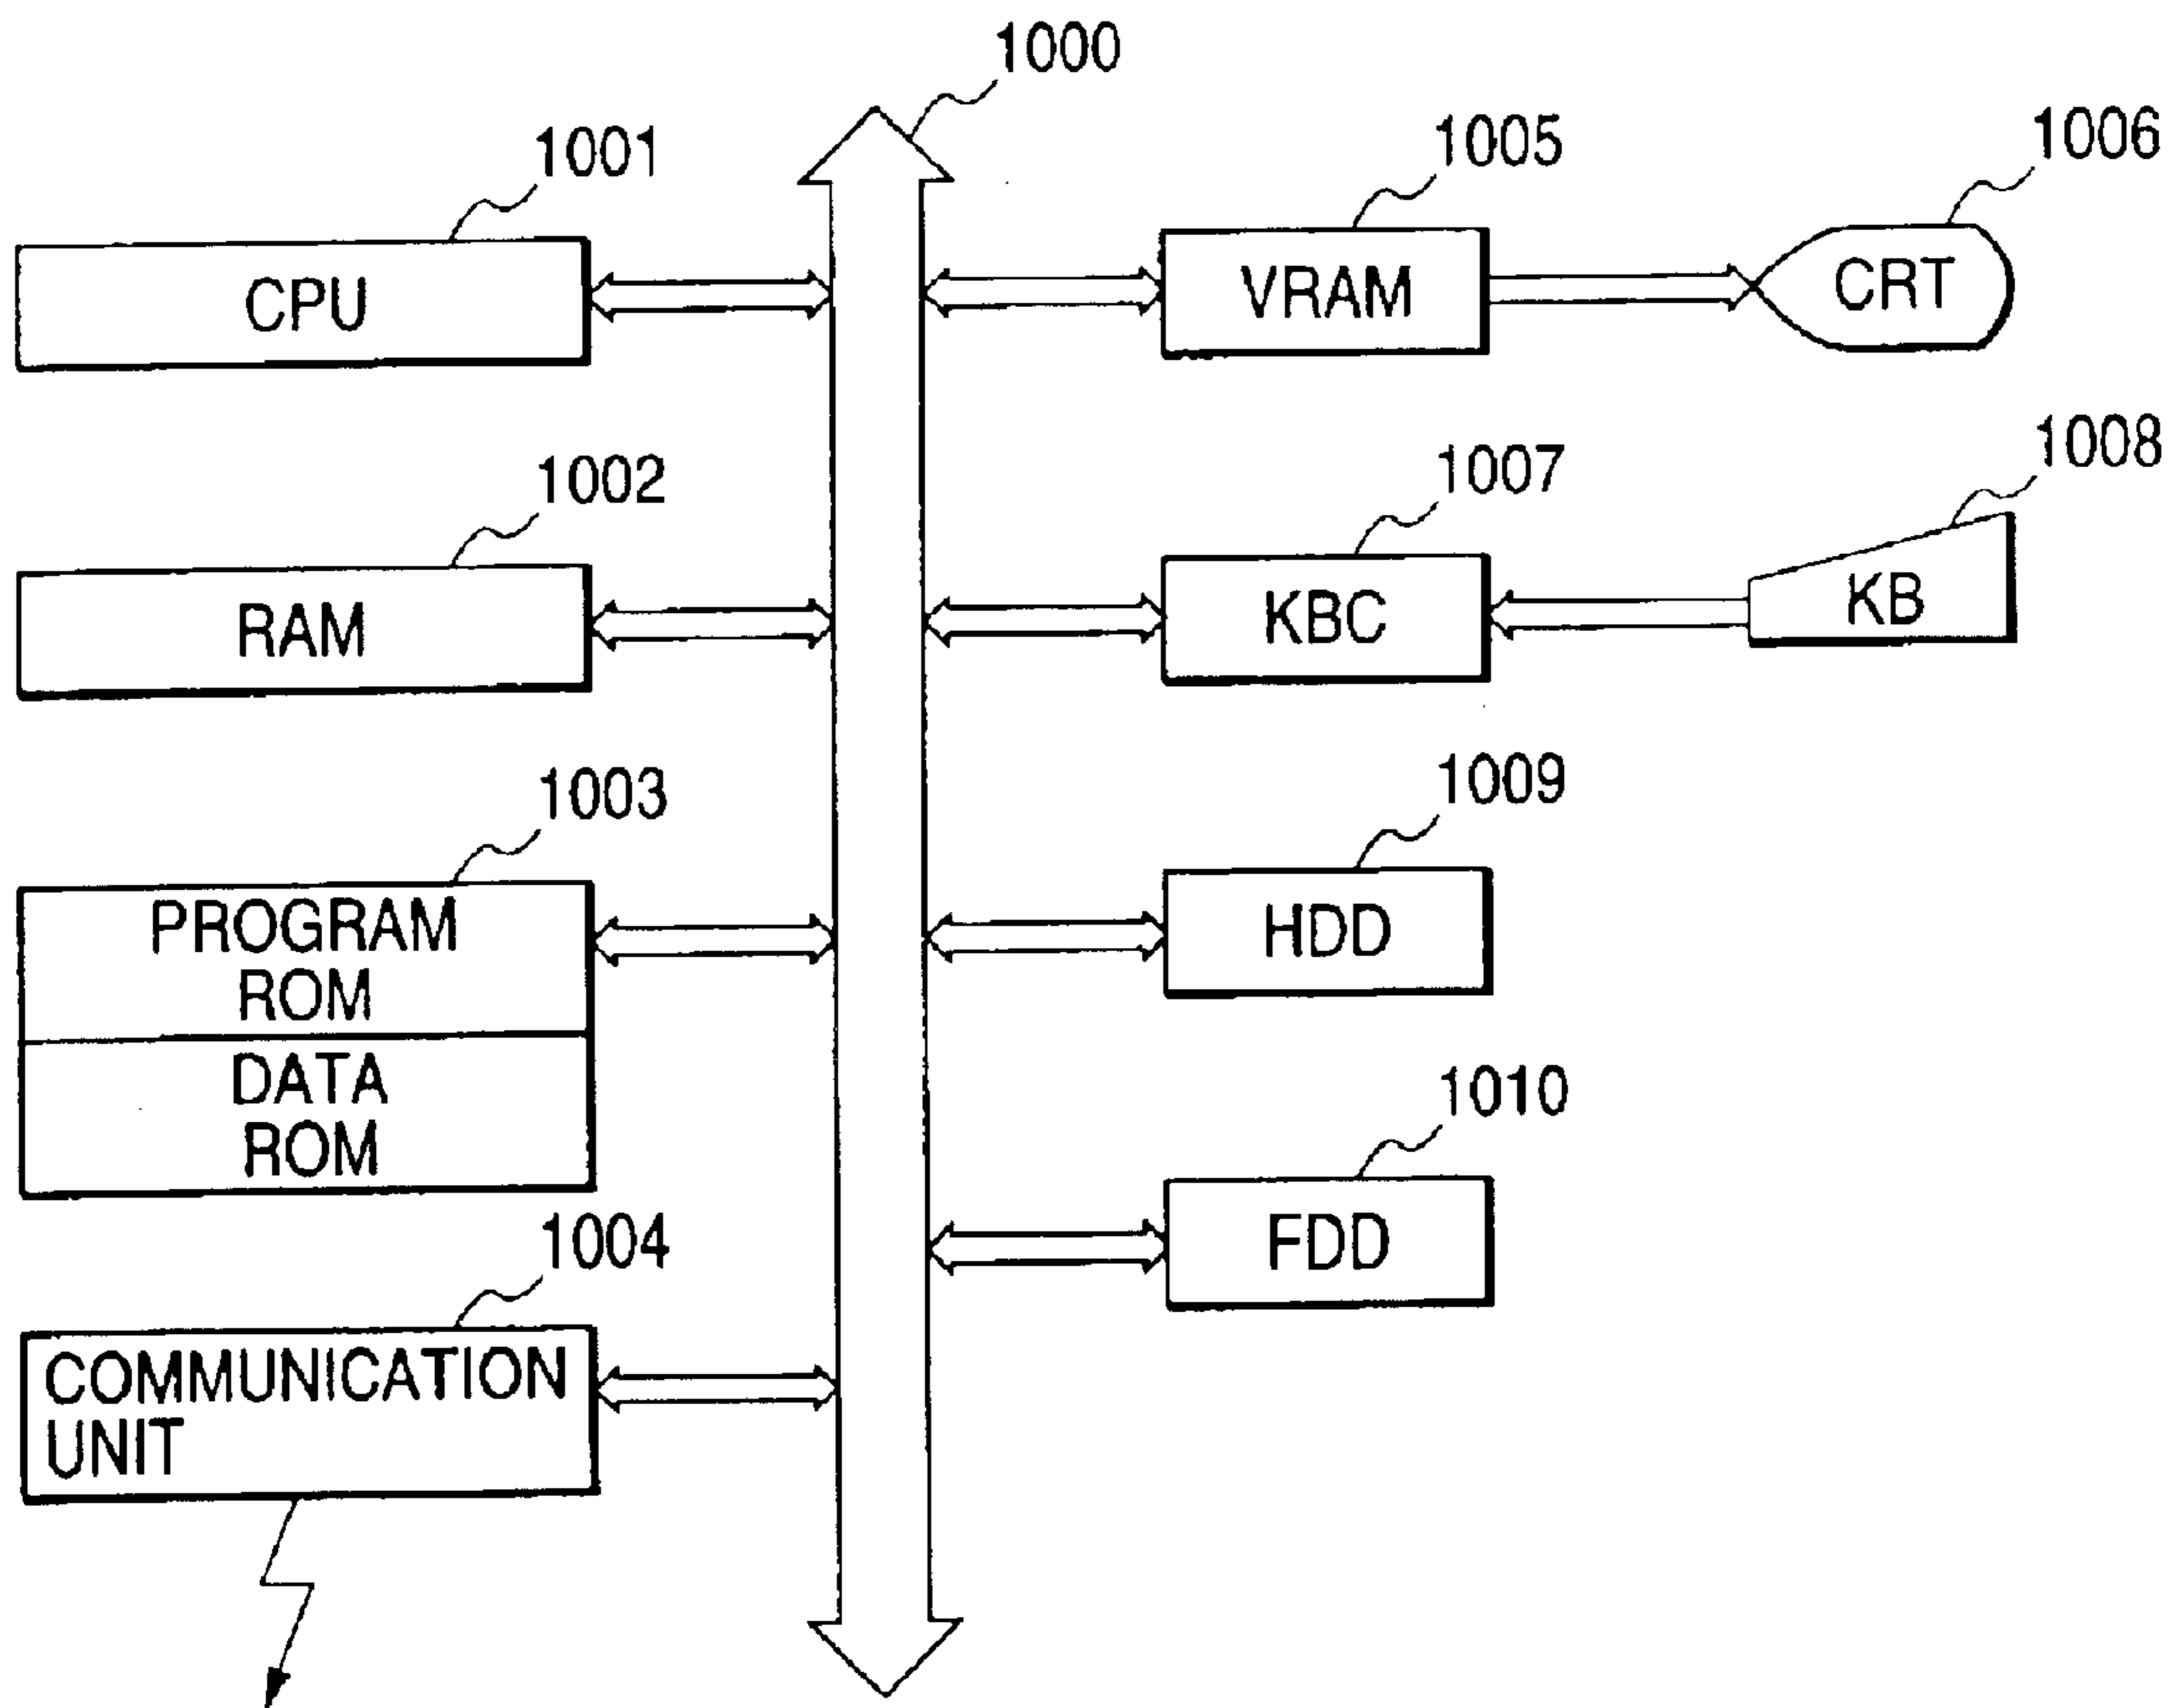 1000
1001
CPU
1005
VRAM
1006
CRT
1002
RAM
1007
KBC
1008
KB
1003
PROGRAM
ROM
DATA
ROM
1009
HDD
1010
FDD
1004
COMMUNICATION
UNIT